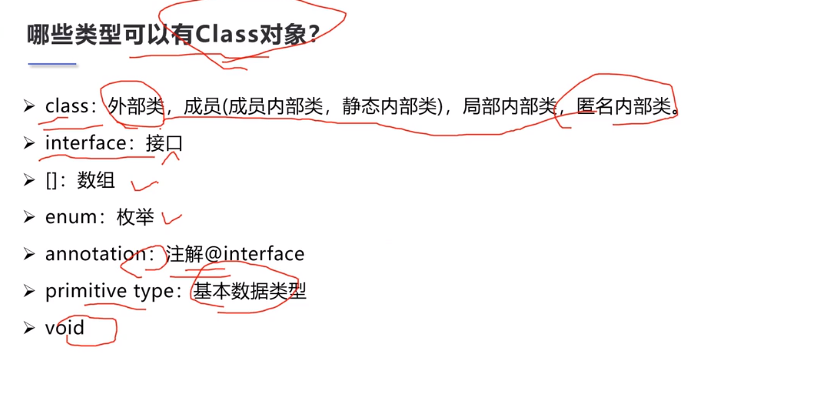 哪些类型可以有Class对象？
➢ class：外部类，成员(成员内部类，静态内部类)，局部内部类，匿名内部类。
➢ interface：接口
➢ []：数组
➢ enum：枚举
➢ annotation：注解@interface
➢ primitive type：基本数据类型
➢ void